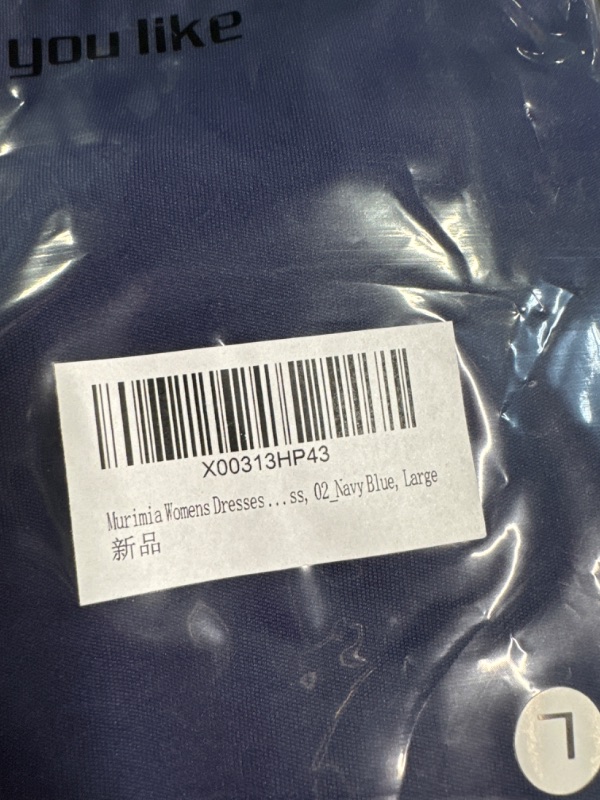 you like
X00313HP43
Murimia Womens Dresses...ss, 02_Navy Blue, Large
新品
L